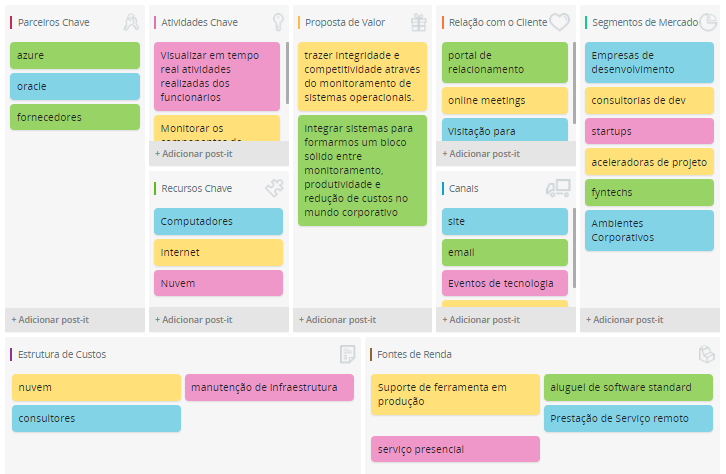 Parceiros Chave
azure
oracle
fornecedores
+ Adicionar post-it
Atividades Chave
Visualizar em tempo
real atividades
realizadas dos
funcionários
Monitorar os
+ Adicionar post-it
Recursos Chave
Computadores
Internet
Nuvem
+ Adicionar post-it
Proposta de Valor
trazer integridade e
competitividade através
do monitoramento de
sistemas operacionais.
Integrar sistemas para
formarmos um bloco
sólido entre
monitoramento,
produtividade e
redução de custos no
mundo corporativo
+ Adicionar post-it
Relação com o Cliente
portal de
relacionamento
online meetings
Visitação para
+ Adicionar post-it
Canais
site
email
Eventos de tecnologia
+ Adicionar post-it
Segmentos de Mercado
Empresas de
desenvolvimento
consultorias de dev
startups
aceleradoras de projeto
fyntechs
Ambientes
Corporativos
+ Adicionar post-it
Estrutura de Custos
nuvem
manutenção de infraestrutura
consultores
Fontes de Renda
Suporte de ferramenta em
produção
aluguel de software standard
Prestação de Serviço remoto
serviço presencial